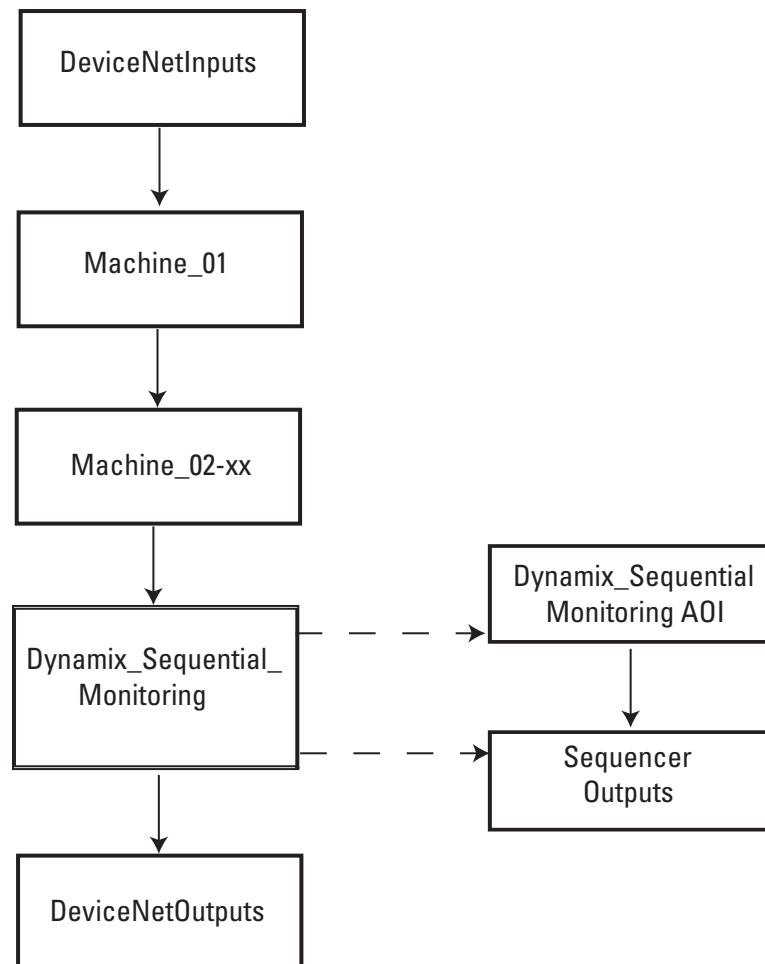 DeviceNetInputs
Machine_01
Machine_02-xx
Dynamix_Sequential_
Monitoring
Dynamix_Sequential
Monitoring AOI
Sequencer
Outputs
DeviceNetOutputs